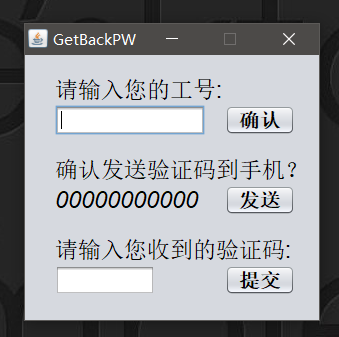 GetBackPW
请输入您的工号:
确认
确认发送验证码到手机?
00000000000 发送
请输入您收到的验证码:
提交